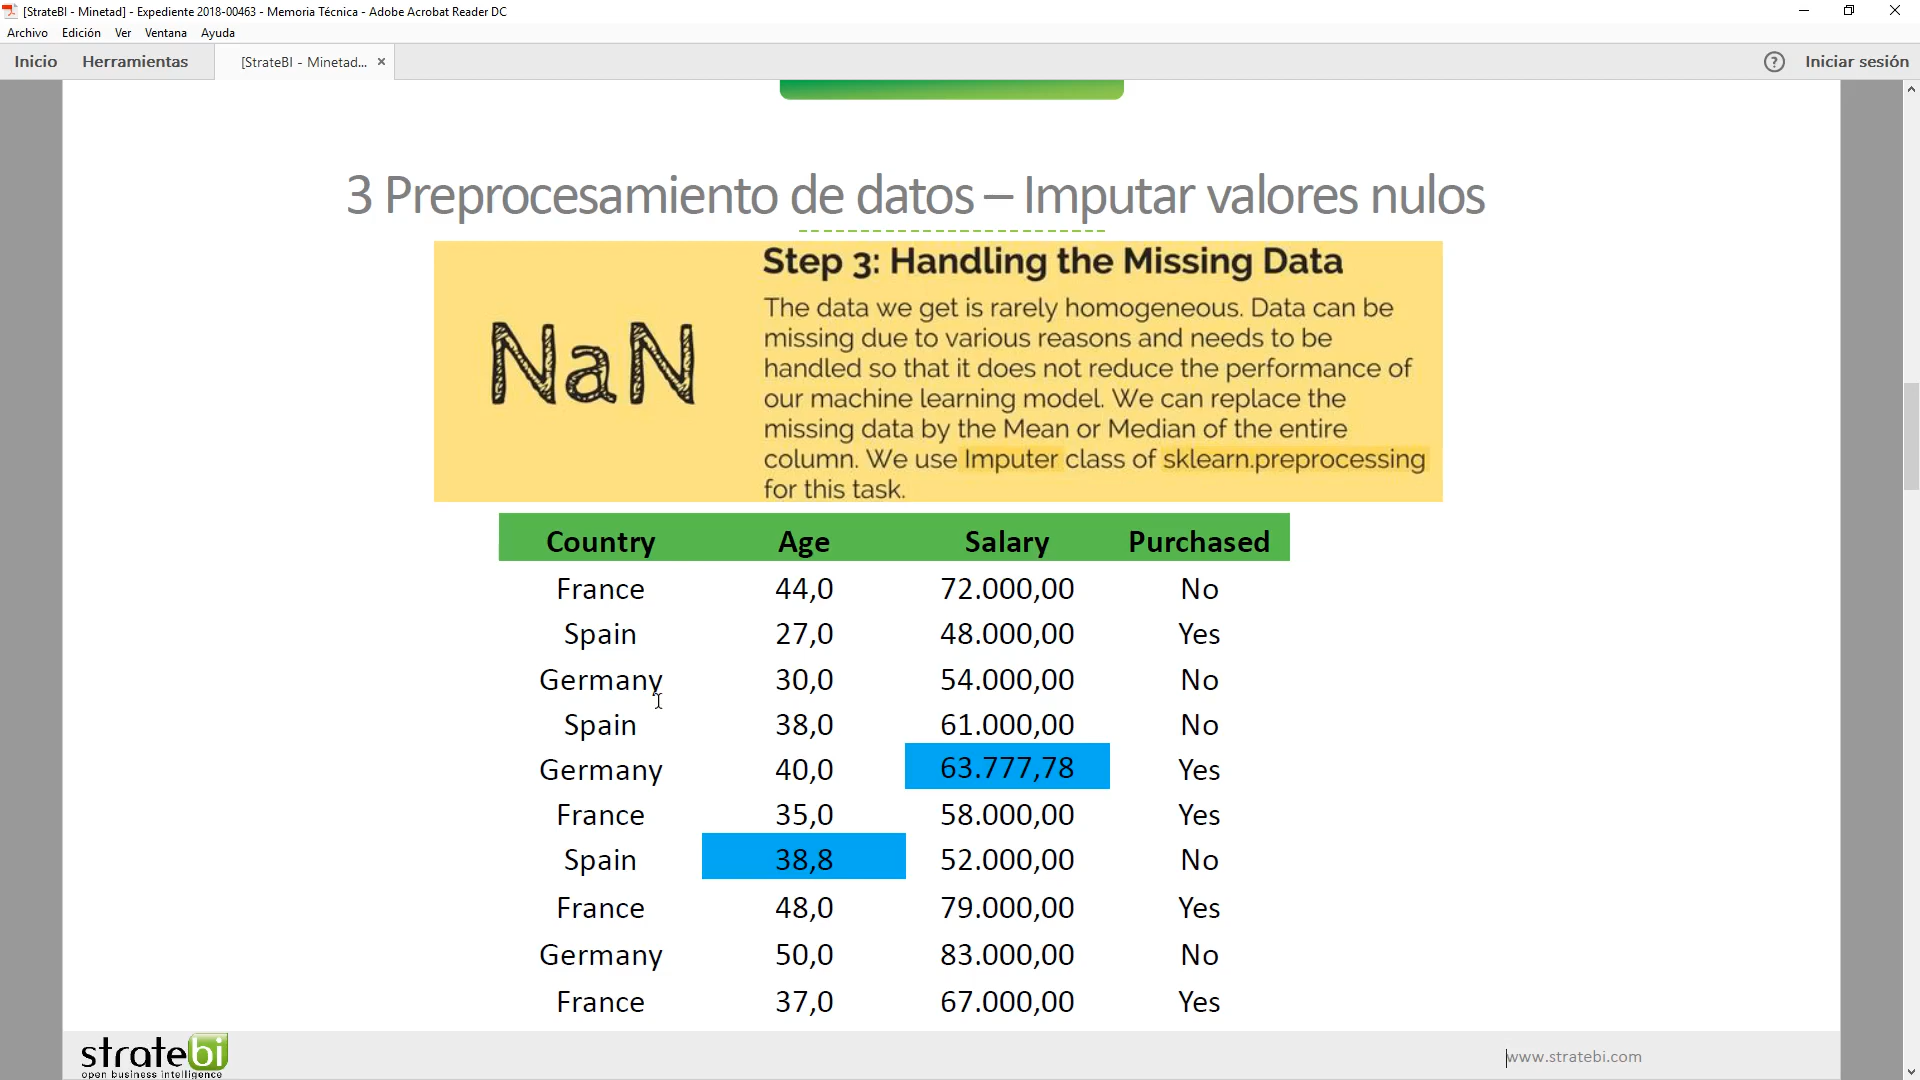 [StrateBI - Minetad] - Expediente 2018-00463 - Memoria Técnica - Adobe Acrobat Reader DC
Archivo Edición Ver Ventana Ayuda
Inicio Herramientas [StrateBI - Minetad... × ? Iniciar sesión
3 Preprocesamiento de datos – Imputar valores nulos
NaN
Step 3: Handling the Missing Data
The data we get is rarely homogeneous. Data can be
missing due to various reasons and needs to be
handled so that it does not reduce the performance of
our machine learning model. We can replace the
missing data by the Mean or Median of the entire
column. We use Imputer class of sklearn.preprocessing
for this task.
Country Age Salary Purchased
France 44,0 72.000,00 No
Spain 27,0 48.000,00 Yes
Germany 30,0 54.000,00 No
Spain 38,0 61.000,00 No
Germany 40,0 63.777,78 Yes
France 35,0 58.000,00 Yes
Spain 38,8 52.000,00 No
France 48,0 79.000,00 Yes
Germany 50,0 83.000,00 No
France 37,0 67.000,00 Yes
stratebi
open business intelligence
www.stratebi.com